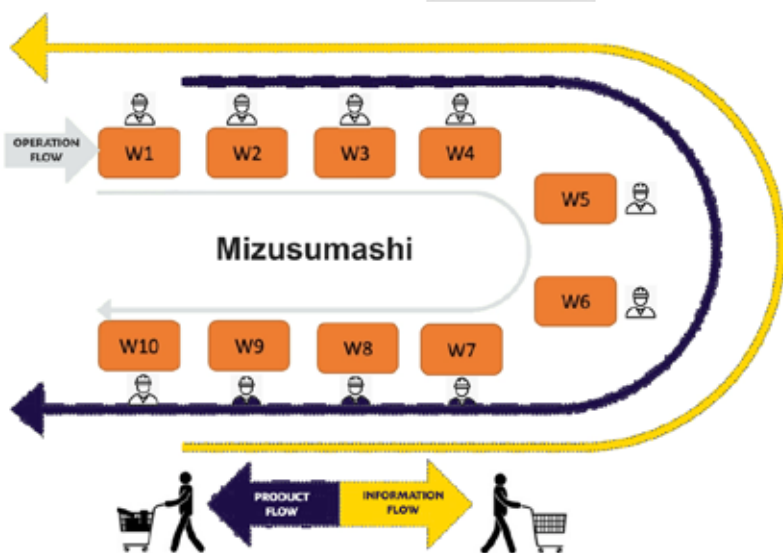 OPERATION
FLOW
W1
W2
W3
W4
W5
Mizusumashi
W6
W10
W9
W8
W7
PRODUCT
FLOW
INFORMATION
FLOW